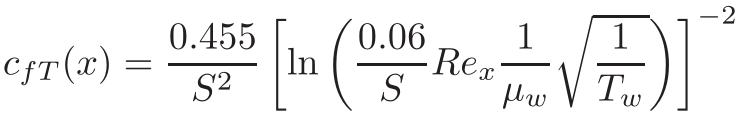 c_{fT}(x) = \frac{0.455}{S^2} \left[ \ln \left( \frac{0.06}{S} Re_x \frac{1}{\mu_w} \sqrt{\frac{1}{T_w}} \right) \right]^{-2}